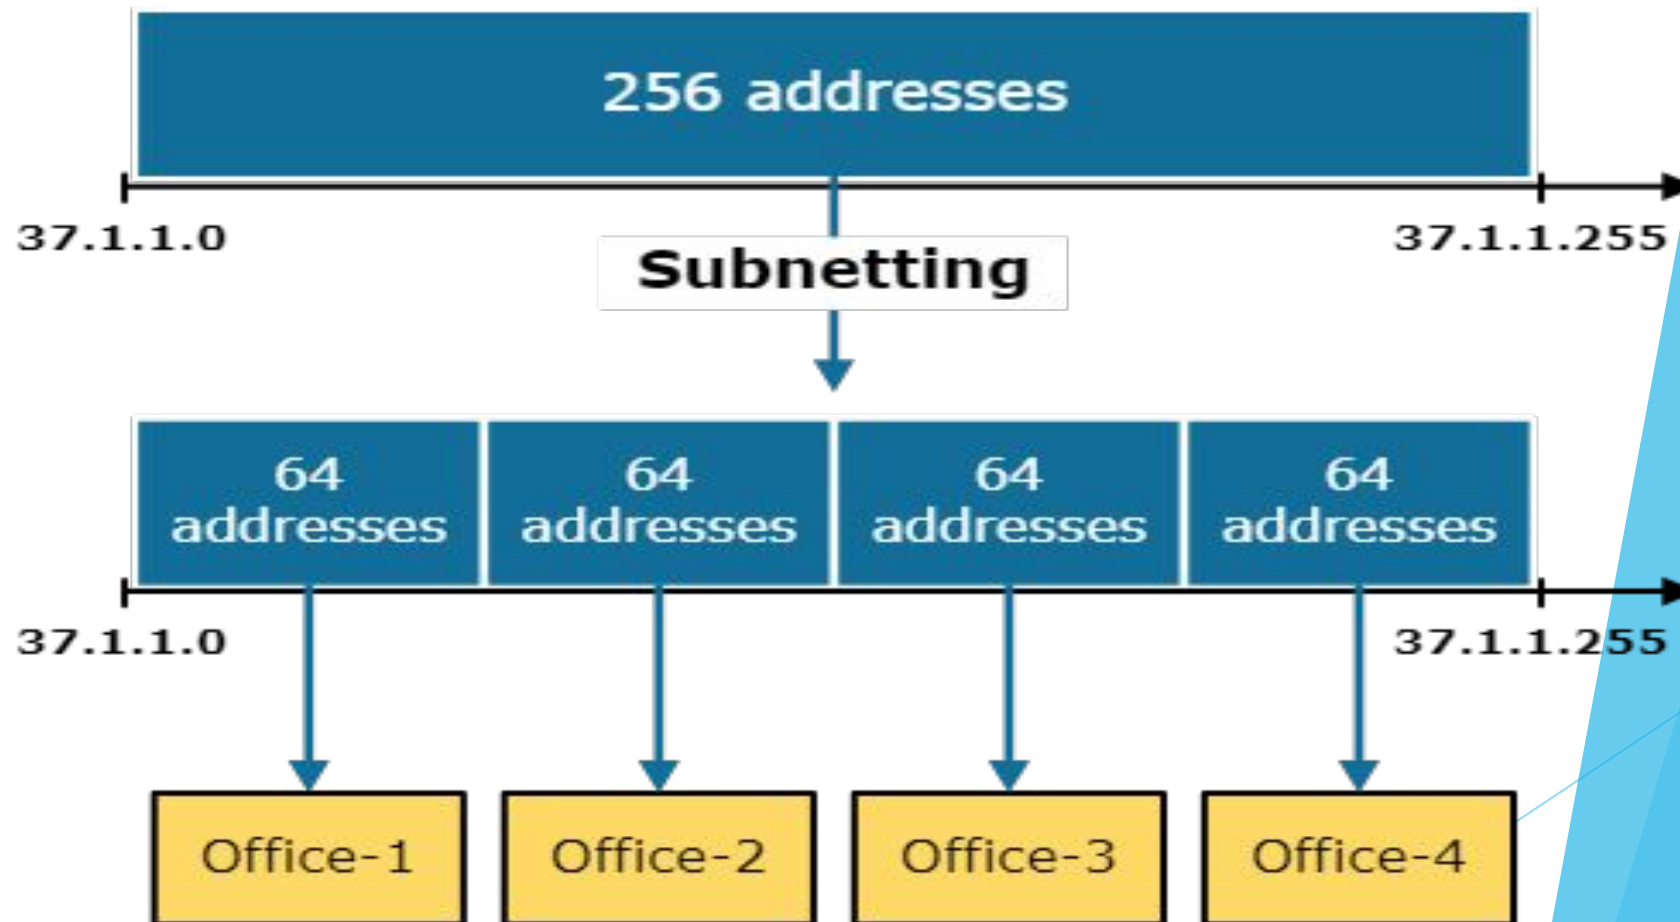 256 addresses
37.1.1.0
37.1.1.255
Subnetting
64
addresses
64
addresses
64
addresses
64
addresses
37.1.1.0
37.1.1.255
Office-1
Office-2
Office-3
Office-4